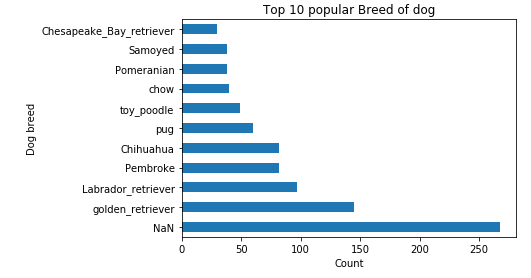 Top 10 popular Breed of dog
Chesapeake_Bay_retriever
Samoyed
Pomeranian
chow
toy_poodle
pug
Chihuahua
Pembroke
Labrador_retriever
golden_retriever
NaN
Dog breed
0 50 100 150 200 250
Count